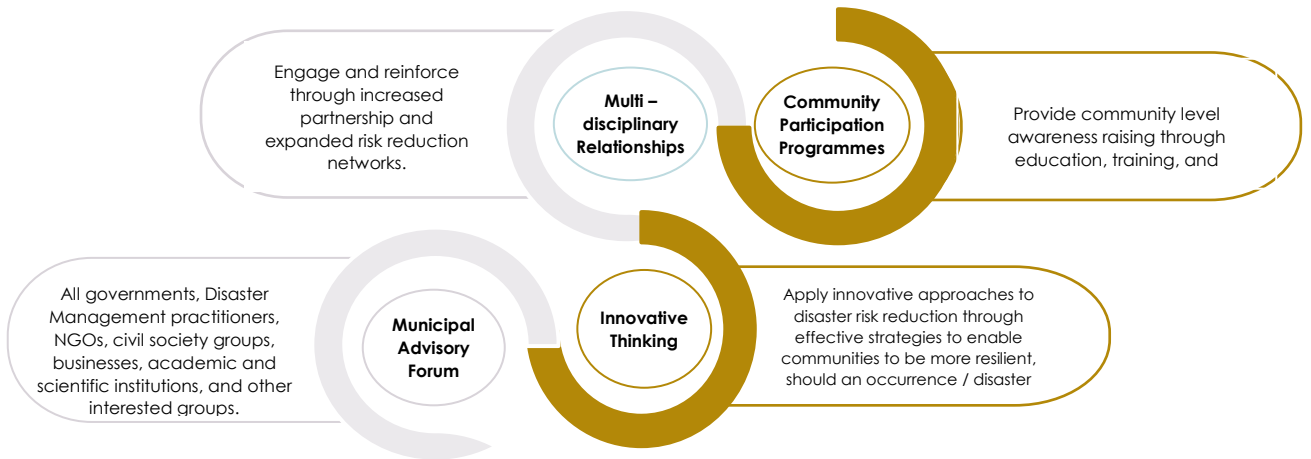 Engage and reinforce
through increased
partnership and
expanded risk reduction
networks.
Multi –
disciplinary
Relationships
Community
Participation
Programmes
Provide community level
awareness raising through
education, training, and
All governments, Disaster
Management practitioners,
NGOs, civil society groups,
businesses, academic and
scientific institutions, and other
interested groups.
Municipal
Advisory
Forum
Innovative
Thinking
Apply innovative approaches to
disaster risk reduction through
effective strategies to enable
communities to be more resilient,
should an occurrence / disaster